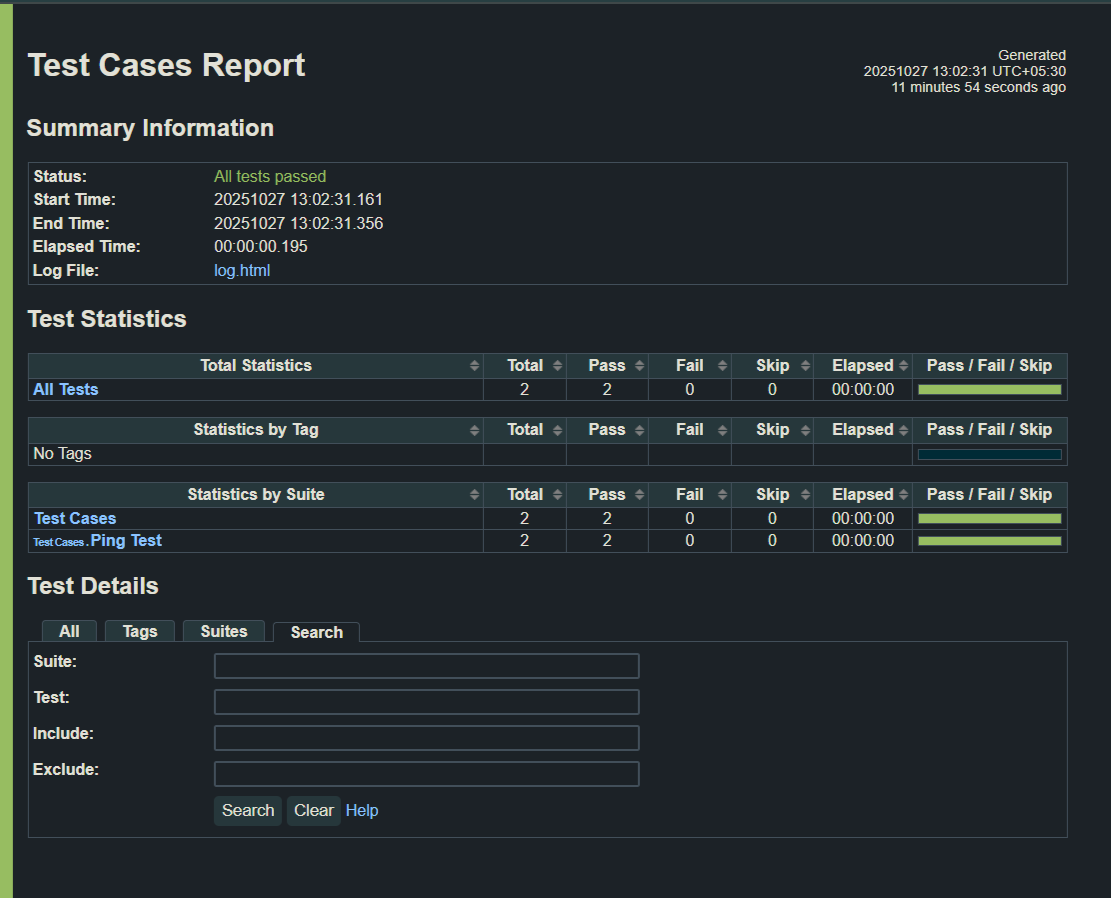 Test Cases Report
Generated
20251027 13:02:31 UTC+05:30
11 minutes 54 seconds ago
Summary Information
Status: All tests passed
Start Time: 20251027 13:02:31.161
End Time: 20251027 13:02:31.356
Elapsed Time: 00:00:00.195
Log File: log.html
Test Statistics
Total Statistics Total Pass Fail Skip Elapsed Pass / Fail / Skip
All Tests 2 2 0 0 00:00:00
Statistics by Tag Total Pass Fail Skip Elapsed Pass / Fail / Skip
No Tags
Statistics by Suite Total Pass Fail Skip Elapsed Pass / Fail / Skip
Test Cases 2 2 0 0 00:00:00
Test Cases.Ping Test 2 2 0 0 00:00:00
Test Details
All Tags Suites Search
Suite:
Test:
Include:
Exclude:
Search Clear Help